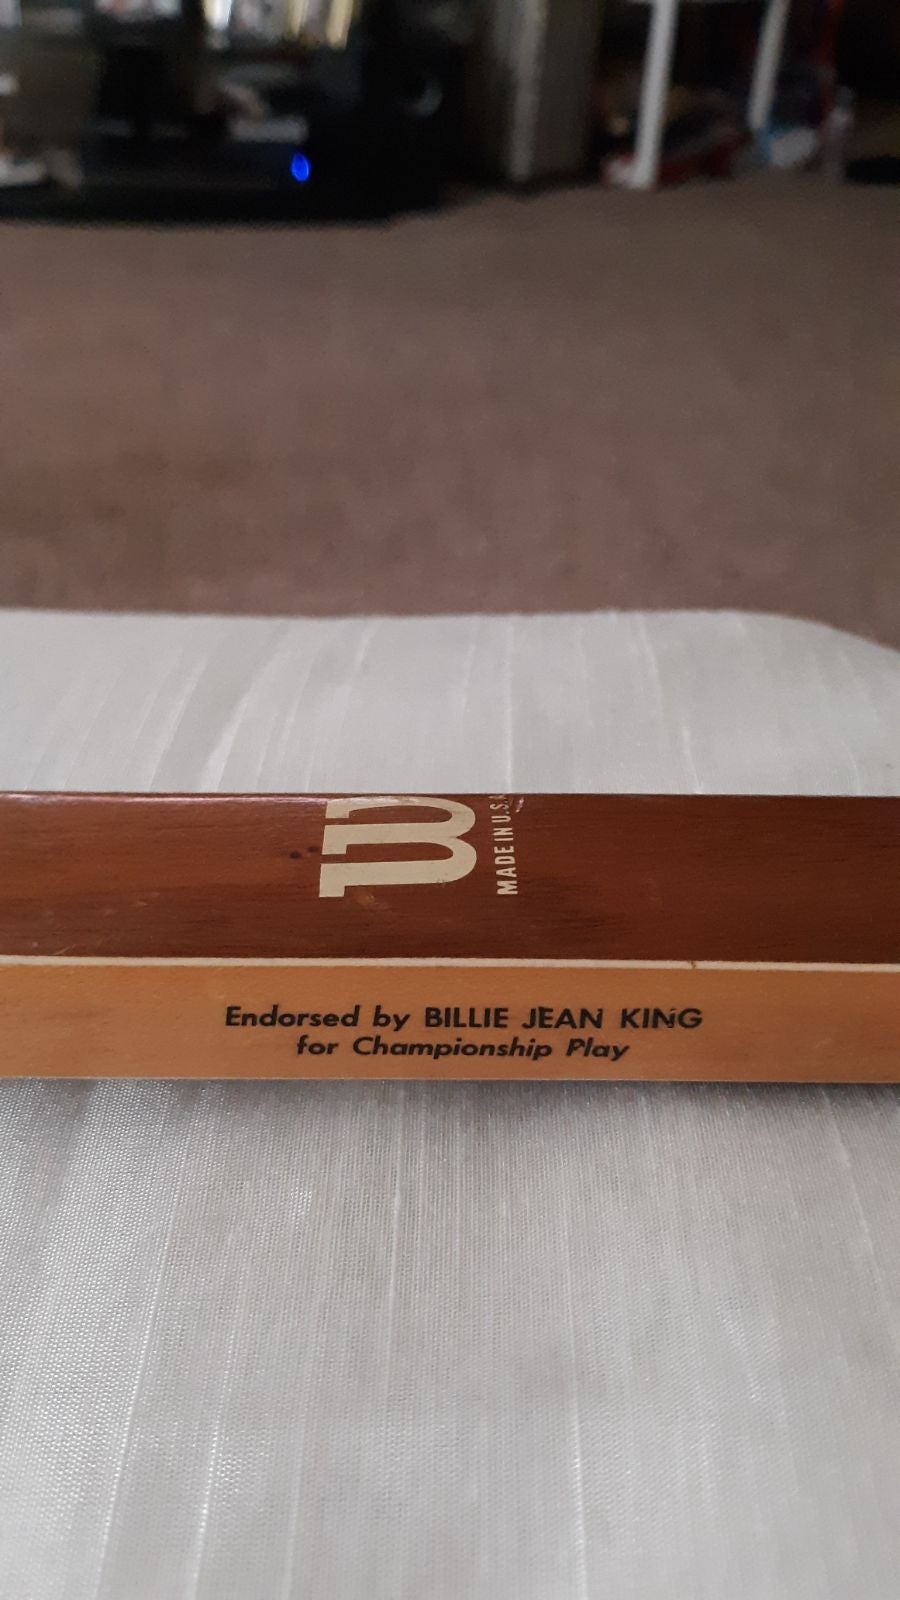 W
MADE IN U.S.A.
Endorsed by BILLIE JEAN KING
for Championship Play